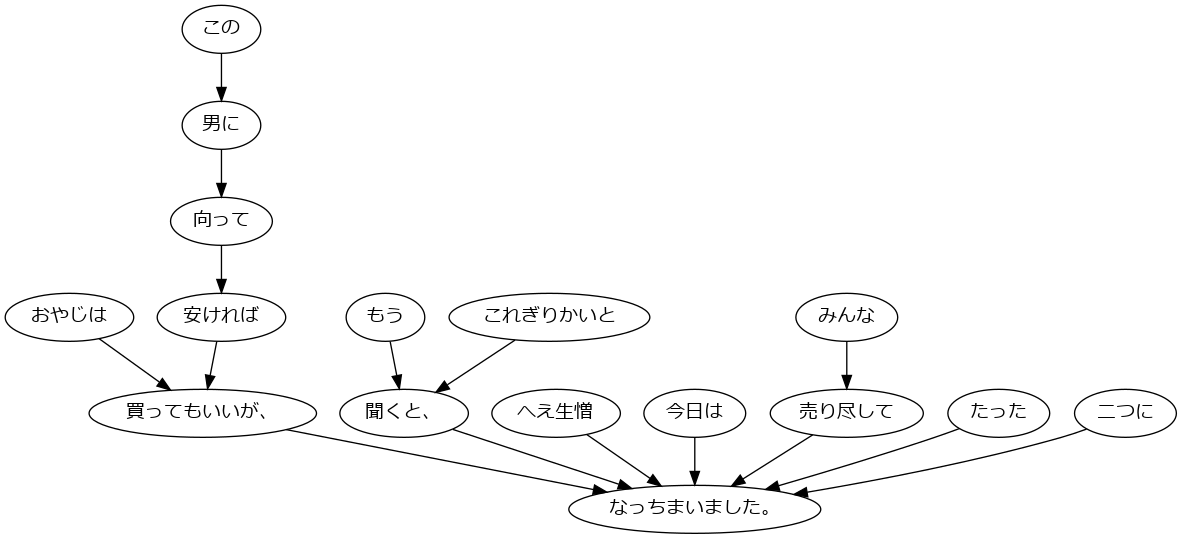 この
男に
向って
おやじは
安ければ
もう
これぎりかいと
みんな
買ってもいいが、
聞くと、
へえ生憎
今日は
売り尽して
たった
二つに
なっちまいました。